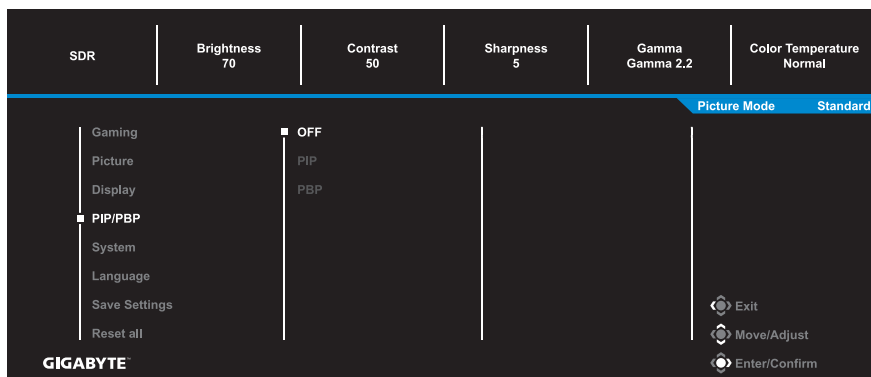 SDR Brightness Contrast Sharpness Gamma Color Temperature
70 50 5 Gamma 2.2 Normal
Picture Mode Standard
Gaming OFF
Picture PIP
Display PBP
PIP/PBP
System
Language
Save Settings Exit
Reset all Move/Adjust
GIGABYTE™ Enter/Confirm